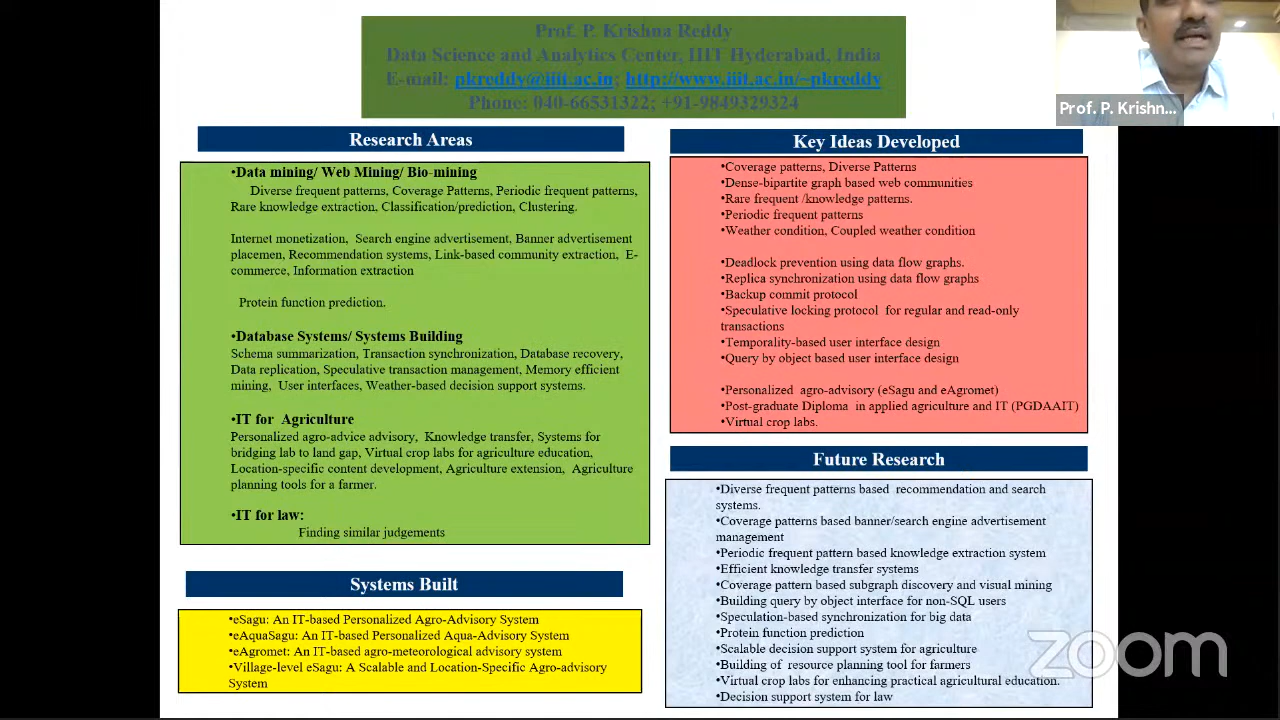 Prof. P. Krishna Reddy
Data Science and Analytics Center, IIIT Hyderabad, India
E-mail: pkreddy@iiit.ac.in; http://www.iiit.ac.in/~pkreddy
Phone: 040-66531322; +91-9849329324
Prof. P. Krishn...
Research Areas
•Data mining/ Web Mining/ Bio-mining
Diverse frequent patterns, Coverage Patterns, Periodic frequent patterns,
Rare knowledge extraction, Classification/prediction, Clustering.
Internet monetization, Search engine advertisement, Banner advertisement
placemen, Recommendation systems, Link-based community extraction, E-
commerce, Information extraction
Protein function prediction.
•Database Systems/ Systems Building
Schema summarization, Transaction synchronization, Database recovery,
Data replication, Speculative transaction management, Memory efficient
mining, User interfaces, Weather-based decision support systems.
•IT for Agriculture
Personalized agro-advice advisory, Knowledge transfer, Systems for
bridging lab to land gap, Virtual crop labs for agriculture education,
Location-specific content development, Agriculture extension, Agriculture
planning tools for a farmer.
•IT for law:
Finding similar judgements
Systems Built
•eSagu: An IT-based Personalized Agro-Advisory System
•eAquaSagu: An IT-based Personalized Aqua-Advisory System
•eAgromet: An IT-based agro-meteorological advisory system
•Village-level eSagu: A Scalable and Location-Specific Agro-advisory
System
Key Ideas Developed
•Coverage patterns, Diverse Patterns
•Dense-bipartite graph based web communities
•Rare frequent /knowledge patterns.
•Periodic frequent patterns
•Weather condition, Coupled weather condition
•Deadlock prevention using data flow graphs.
•Replica synchronization using data flow graphs
•Backup commit protocol
•Speculative locking protocol for regular and read-only
transactions
•Temporality-based user interface design
•Query by object based user interface design
•Personalized agro-advisory (eSagu and eAgromet)
•Post-graduate Diploma in applied agriculture and IT (PGDAAIT)
•Virtual crop labs.
Future Research
•Diverse frequent patterns based recommendation and search
systems.
•Coverage patterns based banner/search engine advertisement
management
•Periodic frequent pattern based knowledge extraction system
•Efficient knowledge transfer systems
•Coverage pattern based subgraph discovery and visual mining
•Building query by object interface for non-SQL users
•Speculation-based synchronization for big data
•Protein function prediction
•Scalable decision support system for agriculture
•Building of resource planning tool for farmers
•Virtual crop labs for enhancing practical agricultural education.
•Decision support system for law
zoom